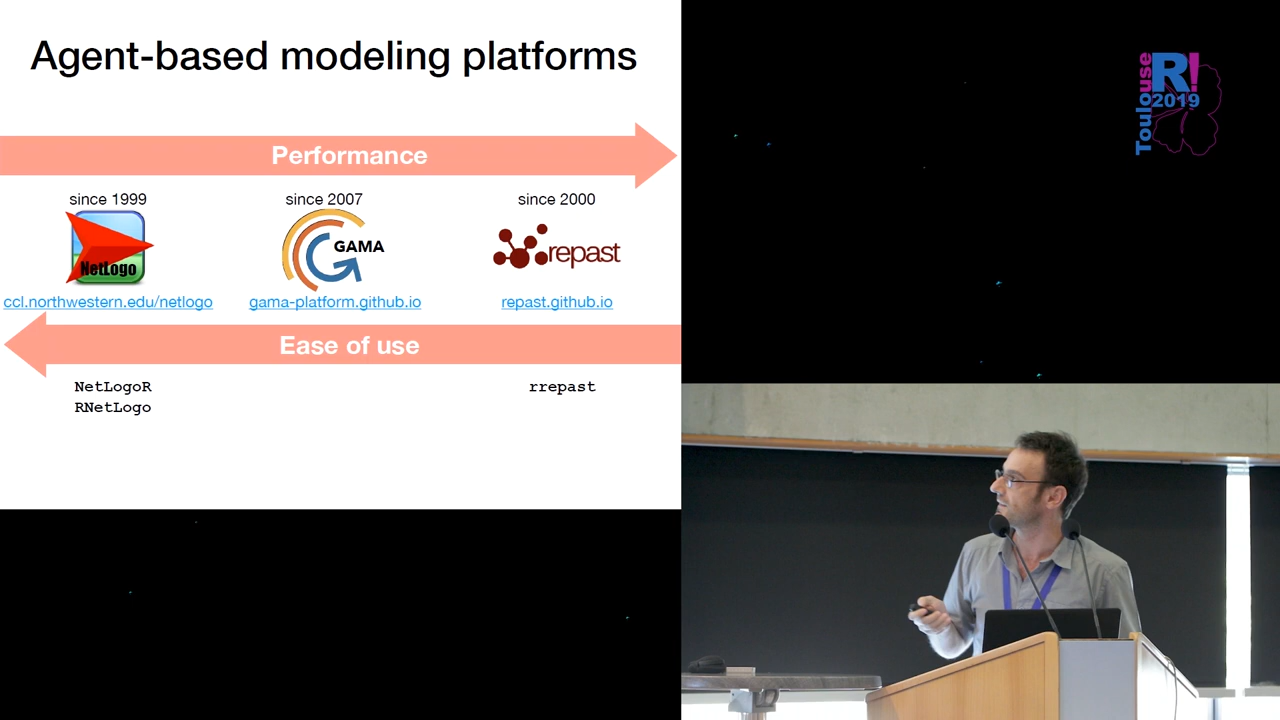 Agent-based modeling platforms
Performance
since 1999
since 2007
since 2000
NetLogo
GAMA
repast
ccl.northwestern.edu/netlogo
gama-platform.github.io
repast.github.io
Ease of use
NetLogoR
rrepast
RNetLogo
Toulouse
R!
2019